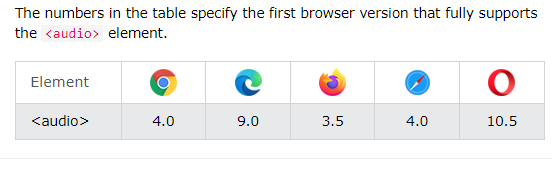 The numbers in the table specify the first browser version that fully supports
the <audio> element.
Element
<audio> 4.0 9.0 3.5 4.0 10.5